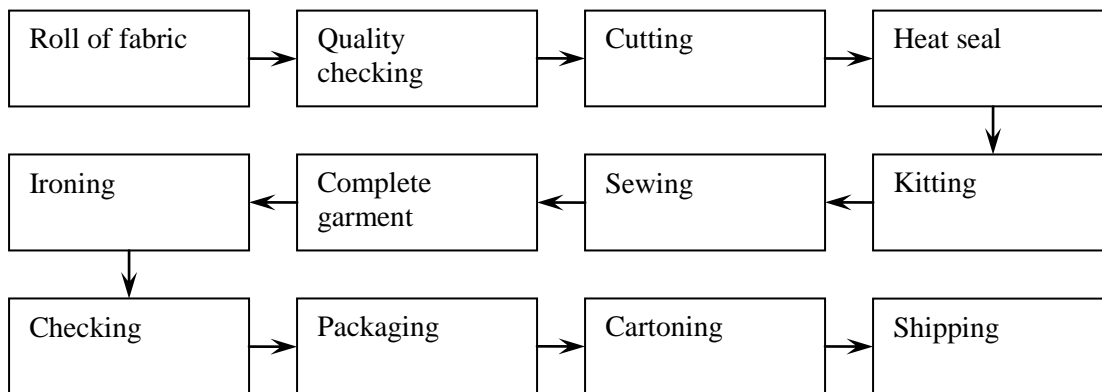 Roll of fabric
Quality
checking
Cutting
Heat seal
Kitting
Sewing
Complete
garment
Ironing
Checking
Packaging
Cartoning
Shipping